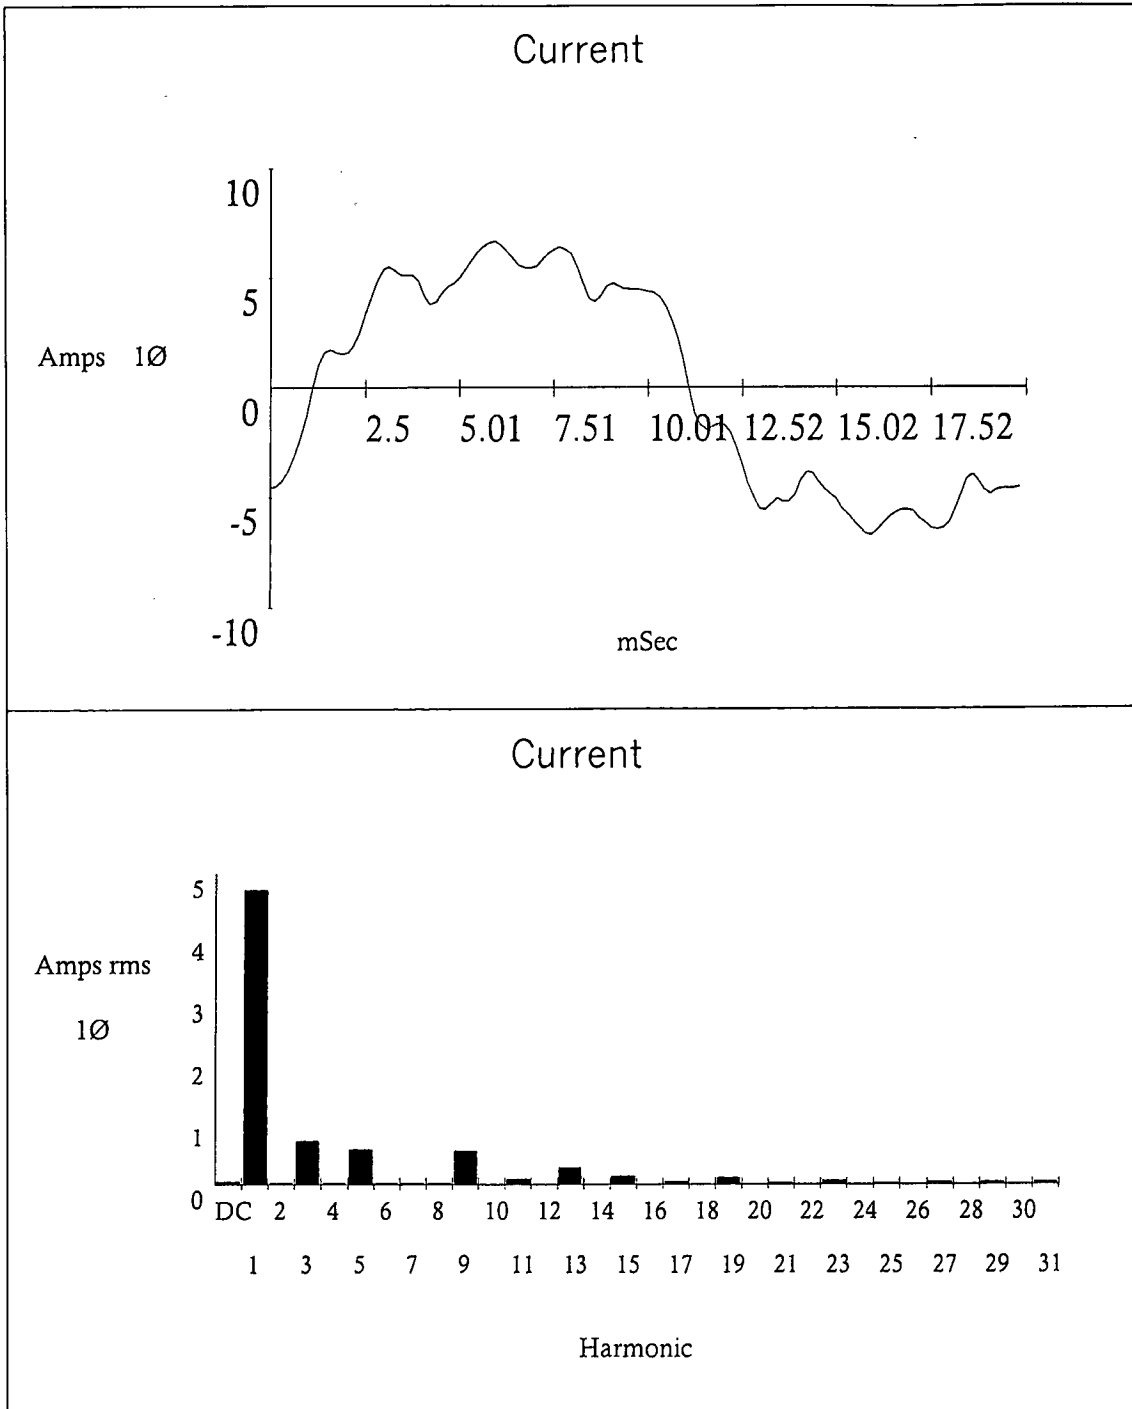 Current
10
5
Amps 1Ø
0
2.5 5.01 7.51 10.01 12.52 15.02 17.52
-5
-10
mSec
Current
5
4
Amps rms
3
1Ø
2
1
0
DC 2 4 6 8 10 12 14 16 18 20 22 24 26 28 30
1 3 5 7 9 11 13 15 17 19 21 23 25 27 29 31
Harmonic